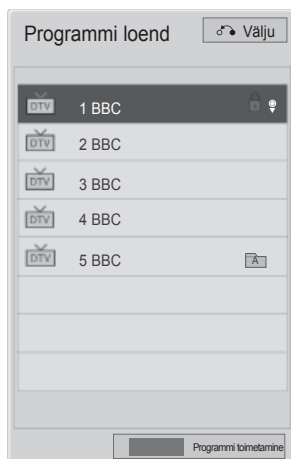 Programmi loend
Välju
DTV 1 BBC
DTV 2 BBC
DTV 3 BBC
DTV 4 BBC
DTV 5 BBC A
Programmi toimetamine